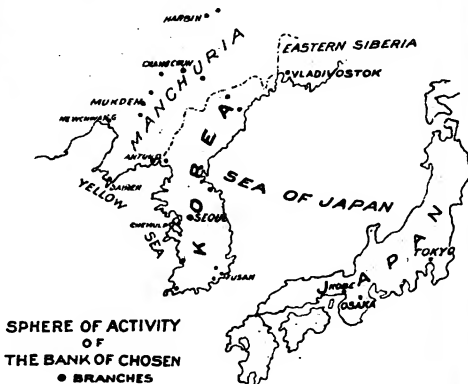 HARBIN
EASTERN SIBERIA
CHANGCHUN
VLADIVOSTOK
MANCHURIA
MUKDEN
NEWCHWANG
ANTUNG
DAIREN
YELLOW SEA
KOREA
SEA OF JAPAN
SEOUL
CHEMULPO
FUSAN
JAPAN
TOKYO
KOBE
OSAKA
SPHERE OF ACTIVITY
OF
THE BANK OF CHOSEN
● BRANCHES